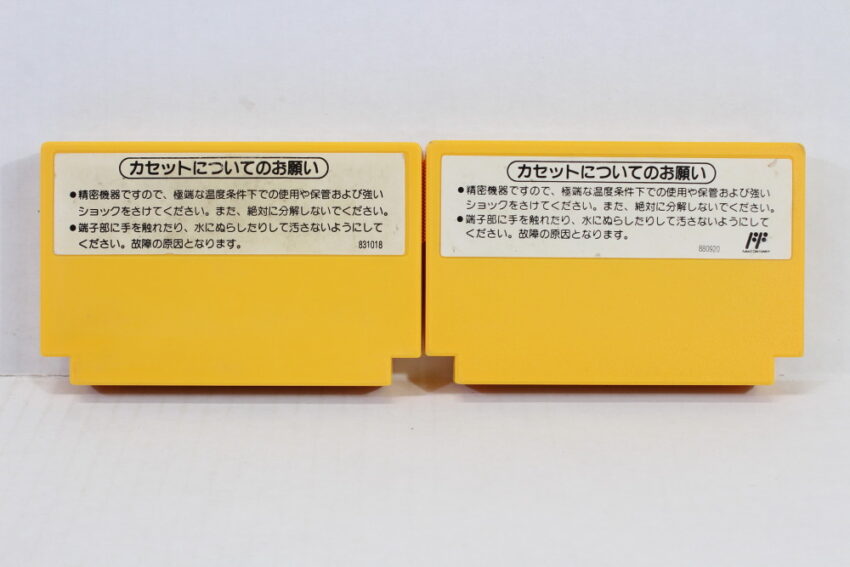 カセットについてのお願い
●精密機器ですので、極端な温度条件下での使用や保管および強い
ショックをさけてください。また、絶対に分解しないでください。
●端子部に手を触れたり、水にぬらしたりして汚さないようにして
ください。故障の原因となります。
831018
カセットについてのお願い
●精密機器ですので、極端な温度条件下での使用や保管および強い
ショックをさけてください。また、絶対に分解しないでください。
●端子部に手を触れたり、水にぬらしたりして汚さないようにして
ください。故障の原因となります。
880920